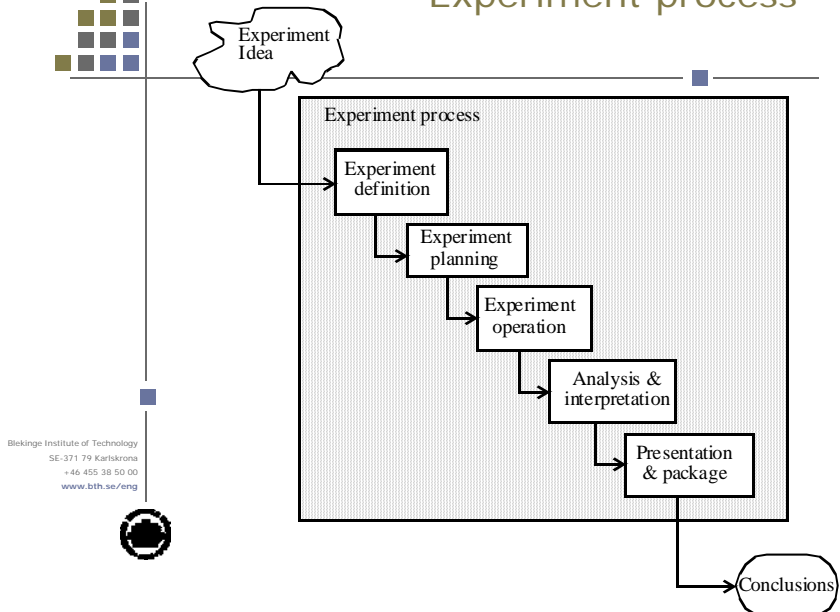 Experiment process
Experiment
Idea
Experiment process
Experiment
definition
Experiment
planning
Experiment
operation
Analysis &
interpretation
Presentation
& package
Conclusions
Blekinge Institute of Technology
SE-371 79 Karlskrona
+46 455 38 50 00
www.bth.se/eng